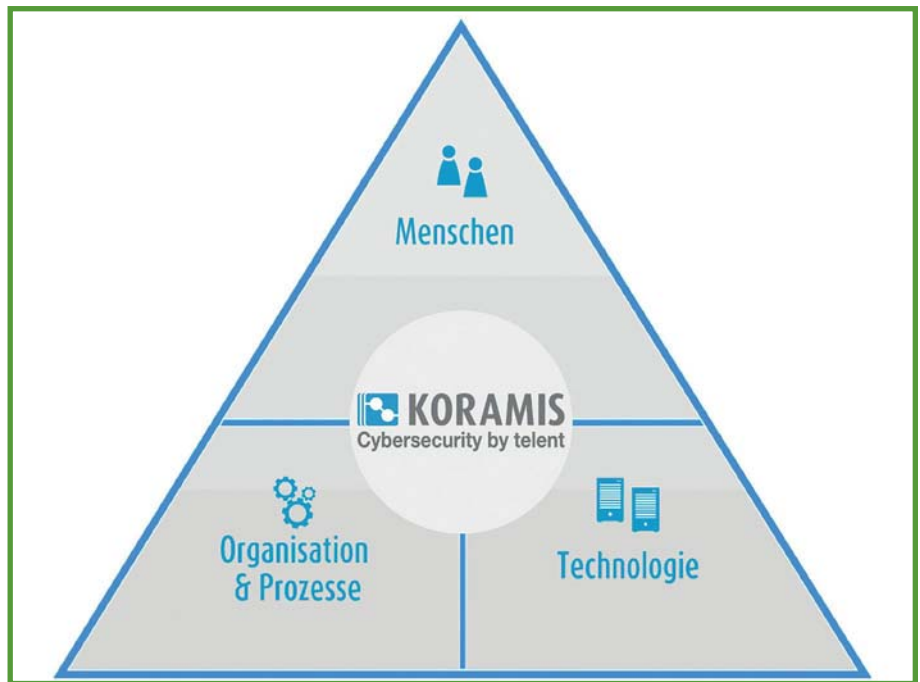 Menschen
KORAMIS
Cybersecurity by telent
Organisation
& Prozesse
Technologie